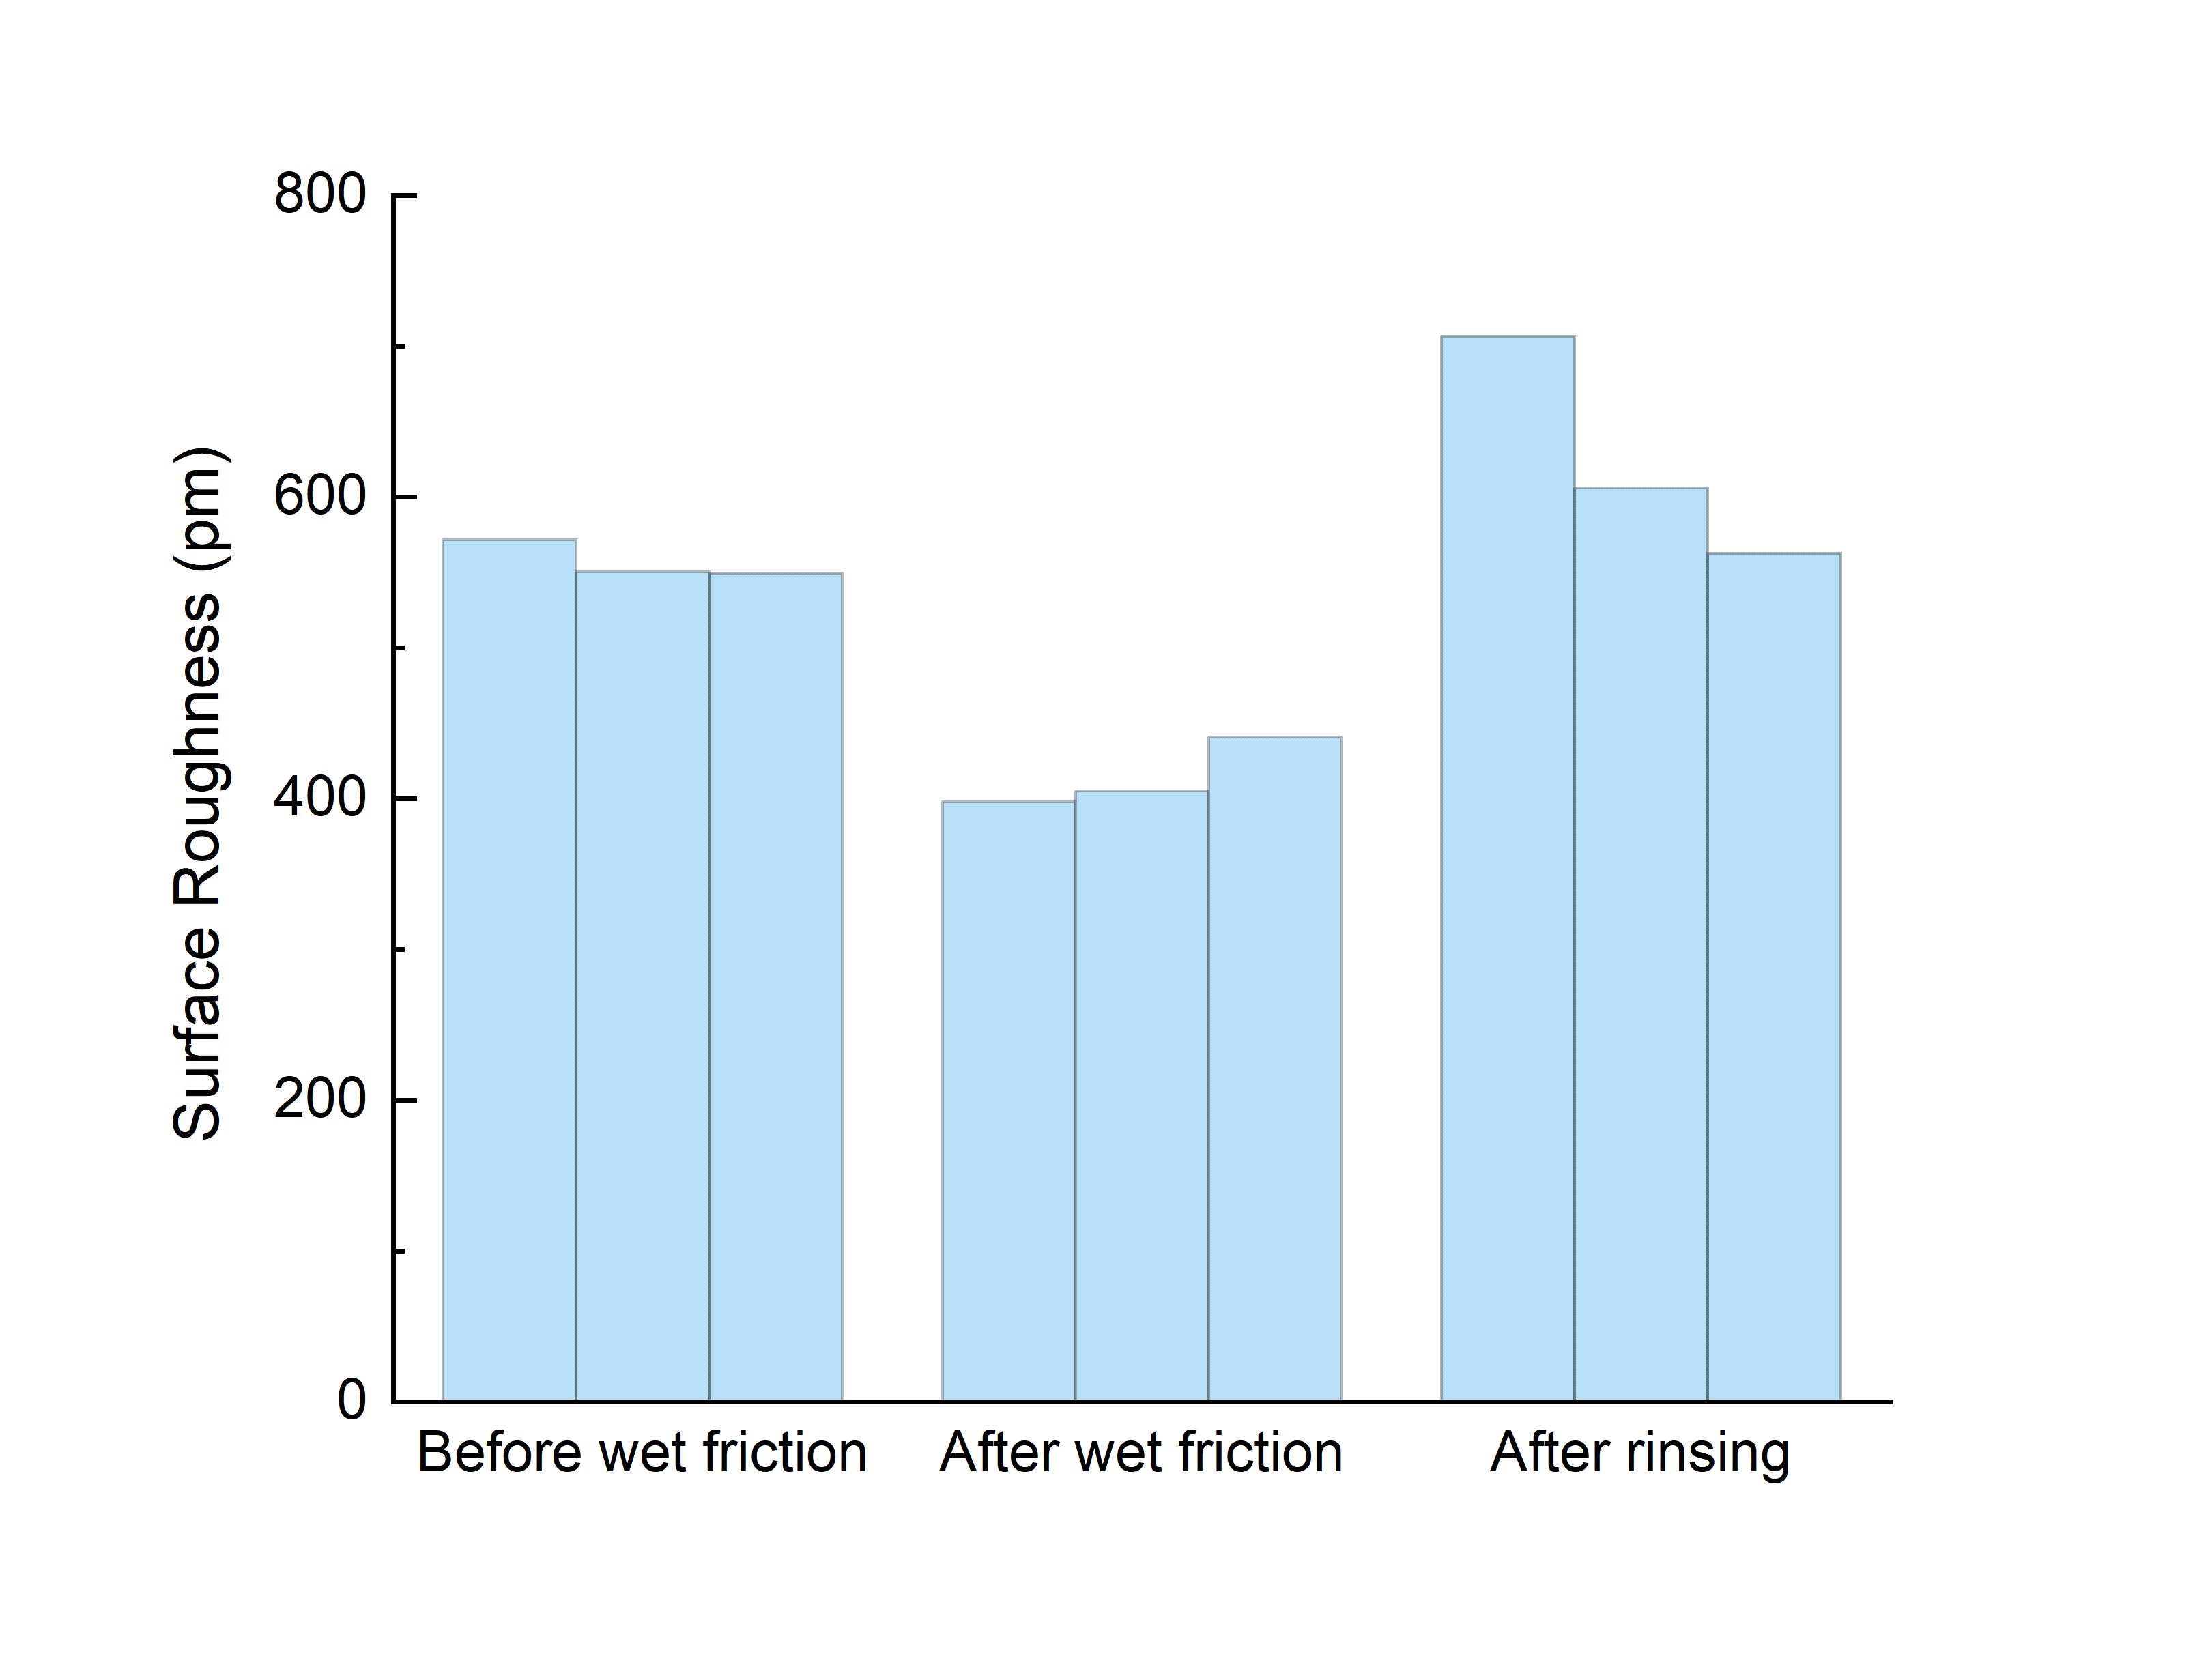 800
600
400
200
0
Surface Roughness (pm)
Before wet friction
After wet friction
After rinsing